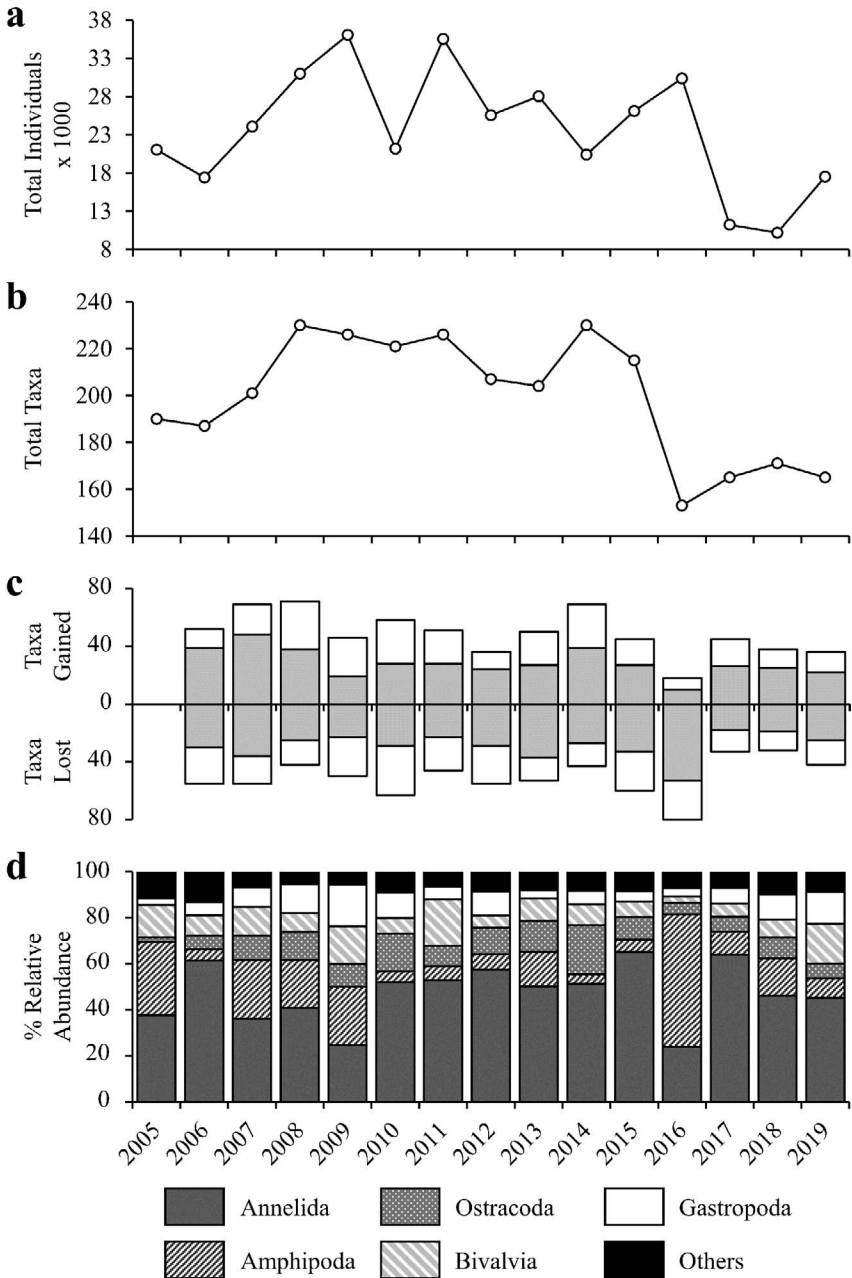 a
Total Individuals
x 1000
38
33
28
23
18
13
8
b
Total Taxa
240
220
200
180
160
140
c
Taxa
Gained
Taxa
Lost
80
40
0
40
80
d
% Relative
Abundance
100
80
60
40
20
0
2005 2006 2007 2008 2009 2010 2011 2012 2013 2014 2015 2016 2017 2018 2019
Annelida Ostracoda Gastropoda
Amphipoda Bivalvia Others